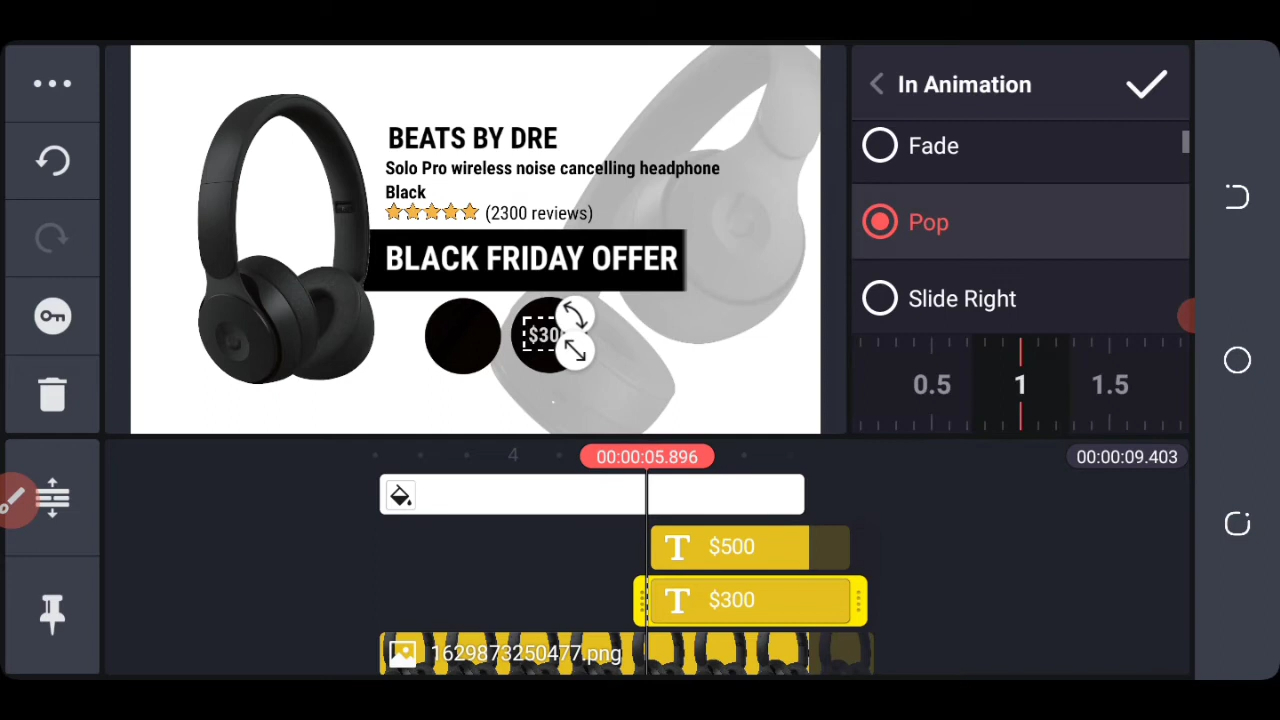 In Animation
Fade
Pop
Slide Right
0.5 1 1.5
BEATS BY DRE
Solo Pro wireless noise cancelling headphone
Black
(2300 reviews)
BLACK FRIDAY OFFER
4
00:00:05.896
00:00:09.403
T $500
T $300
1629873250477.png